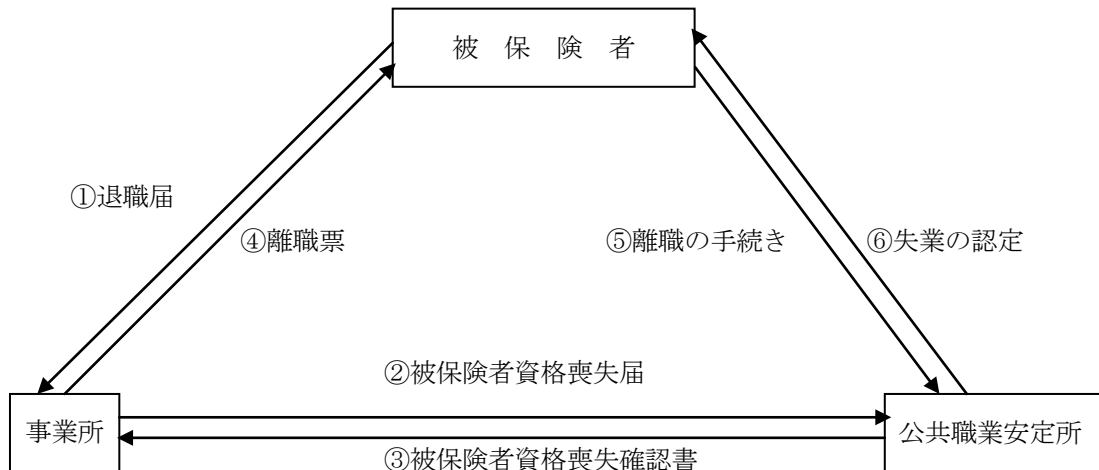 被　保　険　者
①退職届
④離職票
⑤離職の手続き
⑥失業の認定
②被保険者資格喪失届
事業所
公共職業安定所
③被保険者資格喪失確認書